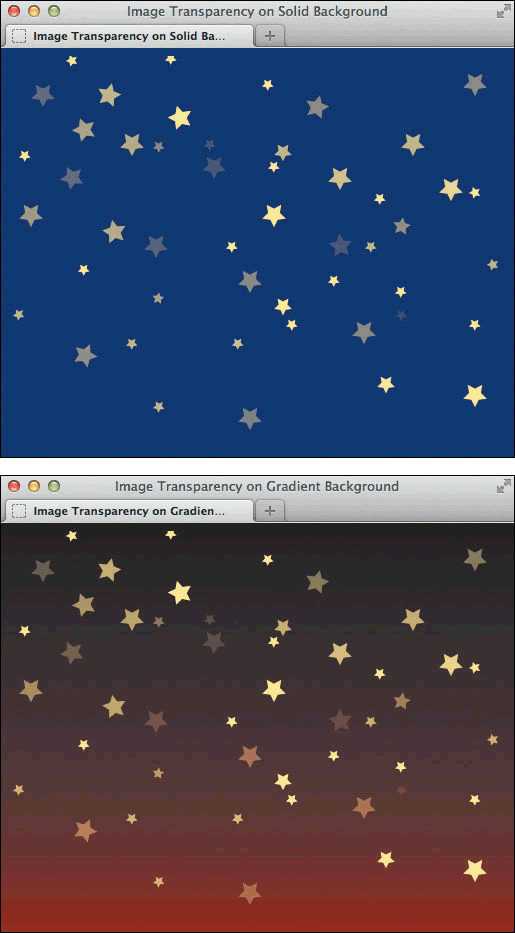 Image Transparency on Solid Background
Image Transparency on Solid Ba...
Image Transparency on Gradient Background
Image Transparency on Gradien...